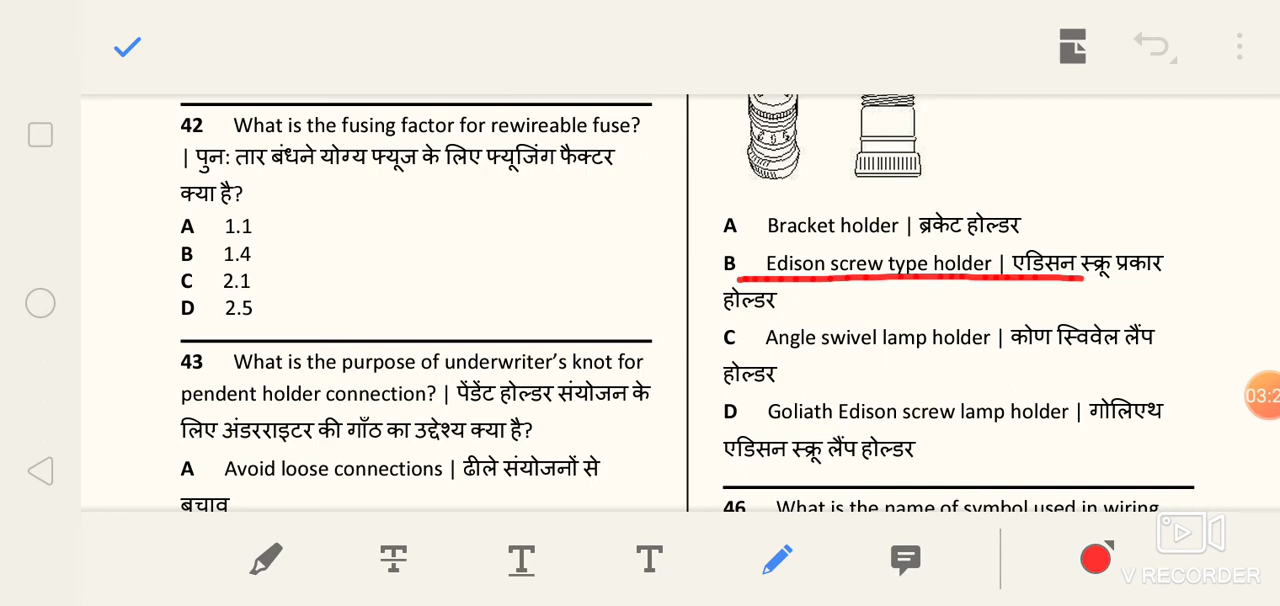 42 What is the fusing factor for rewireable fuse?
| पुन: तार बंधने योग्य फ्यूज के लिए फ्यूजिंग फैक्टर
क्या है?
A 1.1
B 1.4
C 2.1
D 2.5
43 What is the purpose of underwriter's knot for
pendent holder connection? | पेंडेंट होल्डर संयोजन के
लिए अंडरराइटर की गाँठ का उद्देश्य क्या है?
A Avoid loose connections | ढीले संयोजनों से
बचाव
A Bracket holder | ब्रकेट होल्डर
B Edison screw type holder | एडिसन स्क्रू प्रकार
होल्डर
C Angle swivel lamp holder | कोण स्विवेल लैंप
होल्डर
D Goliath Edison screw lamp holder | गोलिएथ
एडिसन स्क्रू लैंप होल्डर
46 What is the name of symbol used in wiring
03:2
T
T
T
V RECORDER